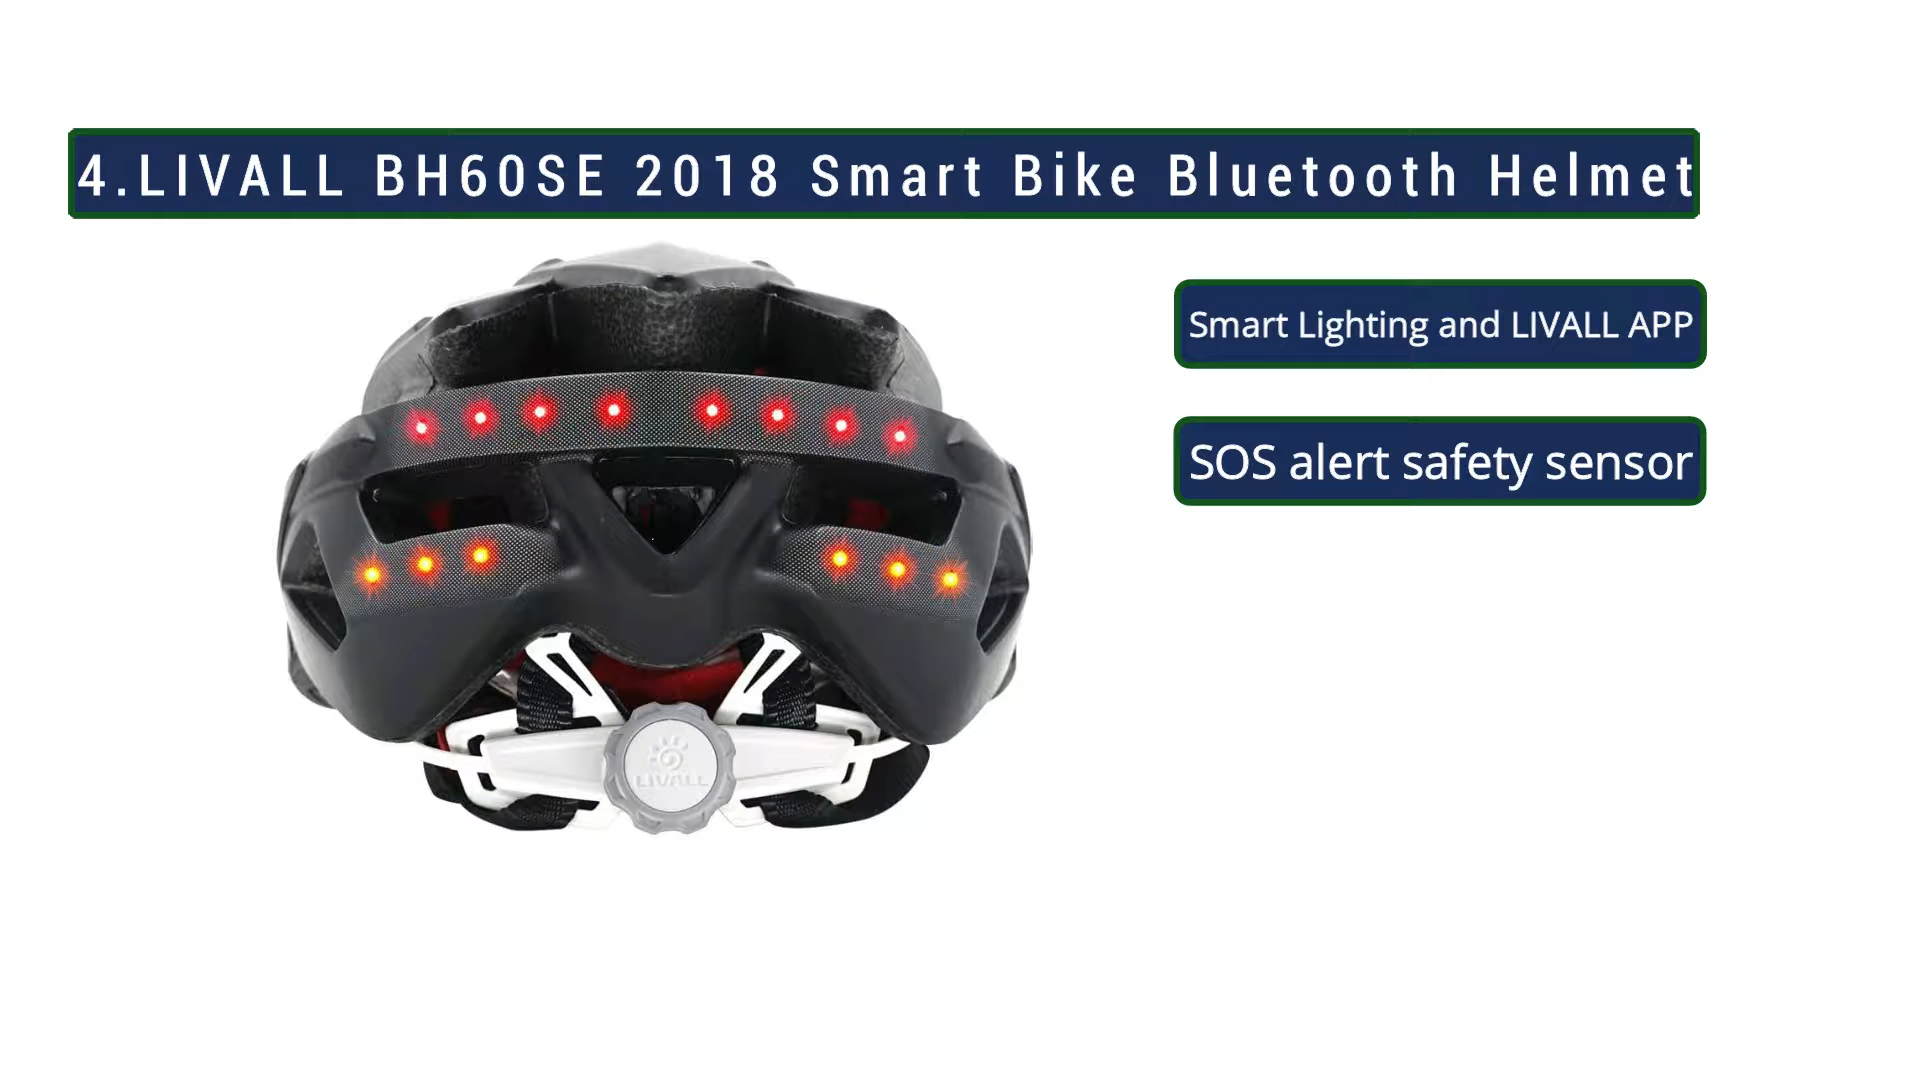 4.LIVALL BH60SE 2018 Smart Bike Bluetooth Helmet
Smart Lighting and LIVALL APP
SOS alert safety sensor
LIVALL